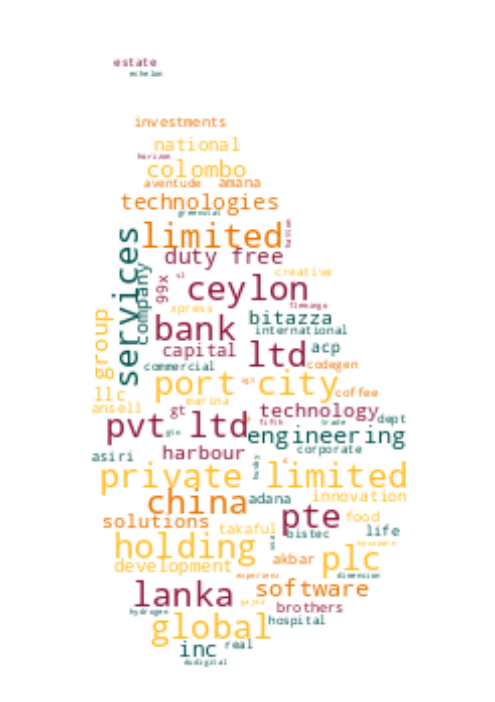 estate
echelon
investments
national
horizon
colombo
aventude amana
technologies
greenstat
limited
duty free
services
company
99x
creative
ceylon
flemingo
xpress
bitazza
bank
international
group
capital
ltd
acp
commercial
codegen
port city
coffee
llc
marina
ansell
gt
technology
pvt ltd
fifth
trade
dept
engineering
harbour
corporate
asiri
private limited
china
adana
innovation
solutions
pte
food
takaful
life
bistec
holding
akbar
plc
development
experienz
dimension
lanka
software
brothers
hydrogen
global
hospital
inc
real
dudigital